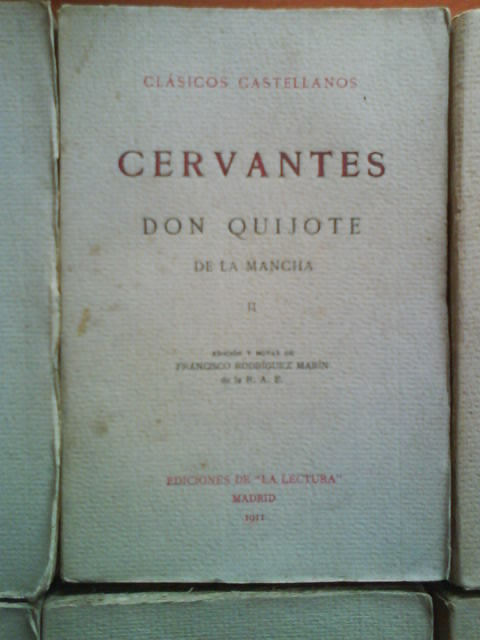 CLÁSICOS CASTELLANOS
CERVANTES
DON QUIJOTE
DE LA MANCHA
II
EDICIÓN Y NOTAS DE
FRANCISCO RODRÍGUEZ MARÍN
de la R. A. E.
EDICIONES DE "LA LECTURA"
MADRID